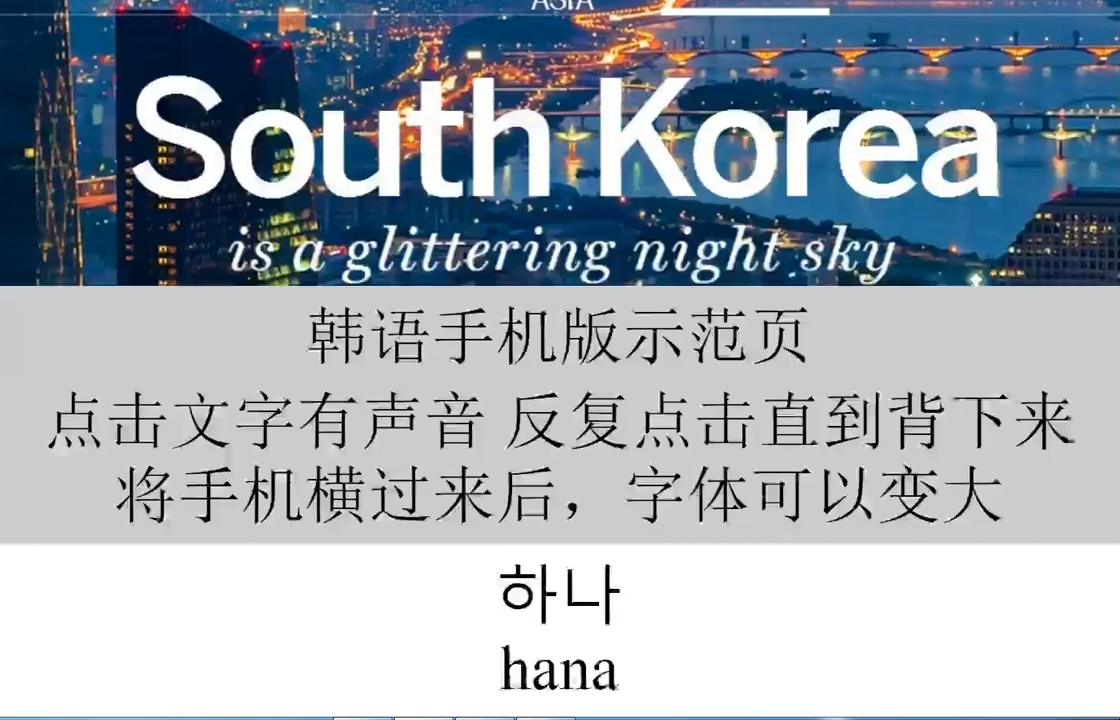 ASIA
South Korea
is a glittering night sky
韩语手机版示范页
点击文字有声音 反复点击直到背下来
将手机横过来后，字体可以变大
하나
hana